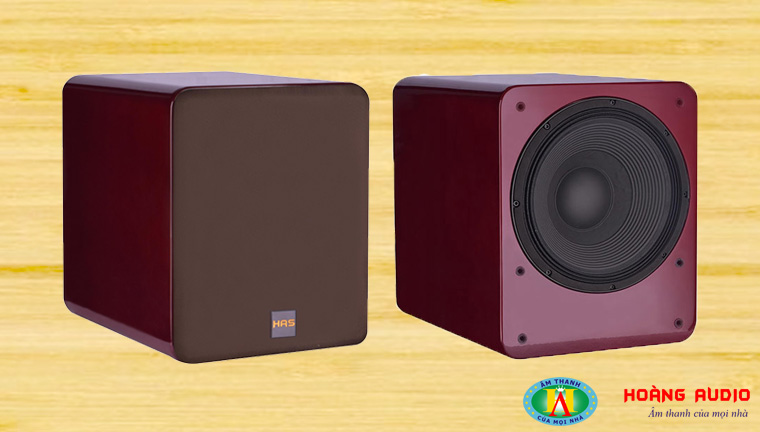 HAS
ÂM THANH
CỦA MỌI NHÀ
HOÀNG AUDIO
Âm thanh của mọi nhà